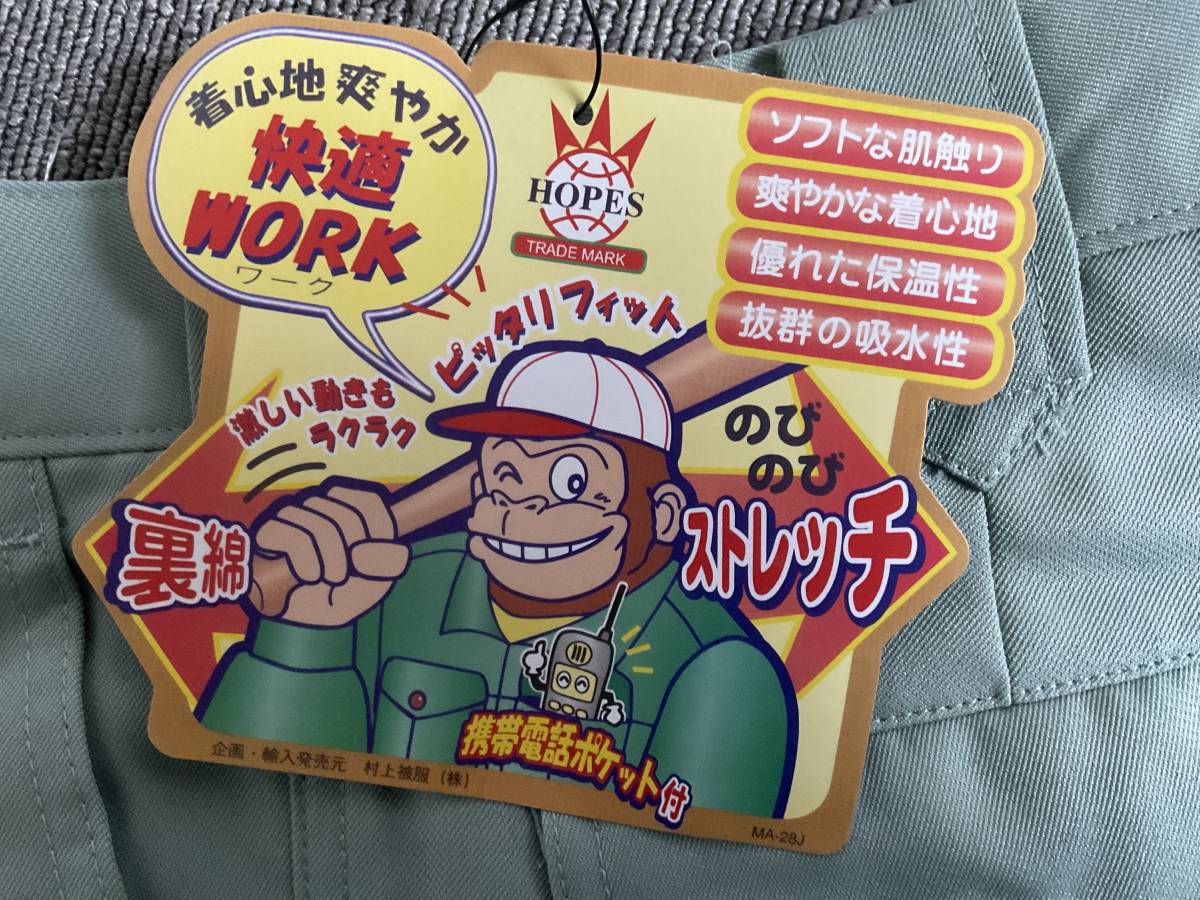 着心地爽やか
快適
WORK
ワーク
HOPES
TRADE MARK
ソフトな肌触り
爽やかな着心地
優れた保温性
抜群の吸水性
ピッタリフィット
激しい動きも
ラクラク
のび
のび
裏綿
ストレッチ
携帯電話ポケット付
企画・輸入発売元 村上被服(株)
MA-28J